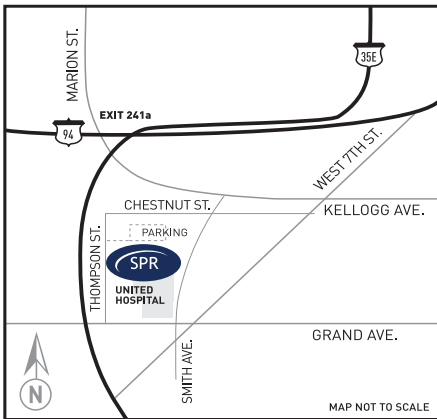 35E
MARION ST.
94
EXIT 241a
WEST 7TH ST.
CHESTNUT ST.
KELLOGG AVE.
THOMPSON ST.
PARKING
SPR
UNITED
HOSPITAL
GRAND AVE.
SMITH AVE.
N
MAP NOT TO SCALE